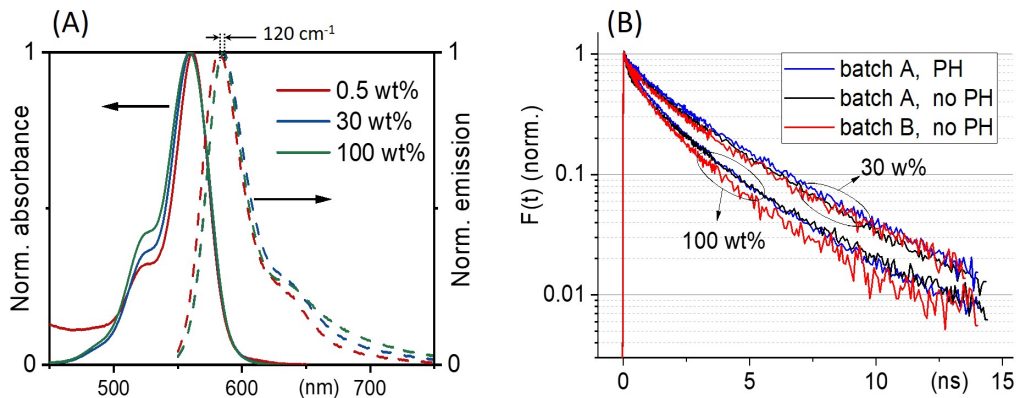 (A)
120 cm⁻¹
1
1
0.5 wt%
30 wt%
100 wt%
Norm. absorbance
Norm. emission
0
0
500
600
(nm)
700
(B)
1
0.1
0.01
F(t) (norm.)
batch A, PH
batch A, no PH
batch B, no PH
30 w%
100 wt%
0
5
10
(ns)
15